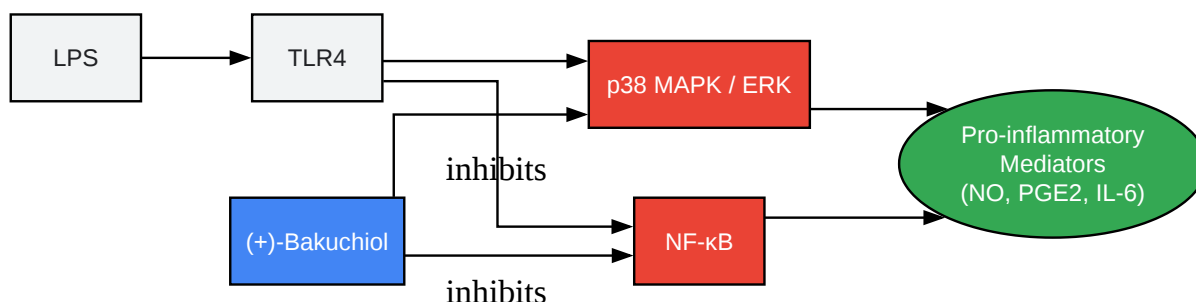 LPS
TLR4
p38 MAPK / ERK
Pro-inflammatory
Mediators
(NO, PGE2, IL-6)
inhibits
(+)-Bakuchiol
NF-κB
inhibits